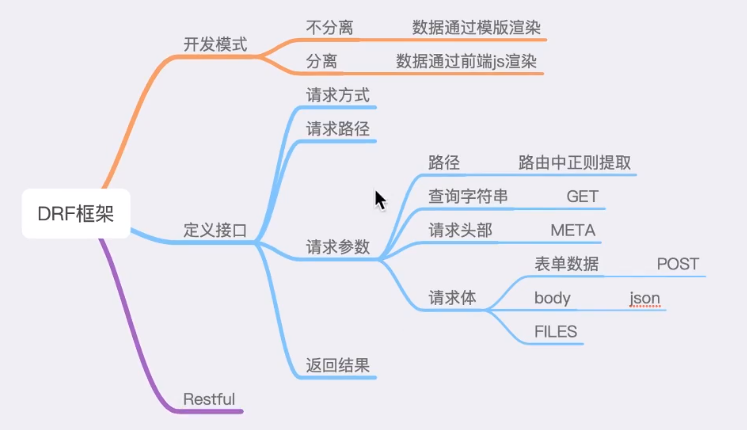 DRF框架
开发模式
不分离 数据通过模版渲染
分离 数据通过前端js渲染
定义接口
请求方式
请求路径
请求参数
路径 路由中正则提取
查询字符串 GET
请求头部 META
请求体
表单数据 POST
body json
FILES
返回结果
Restful